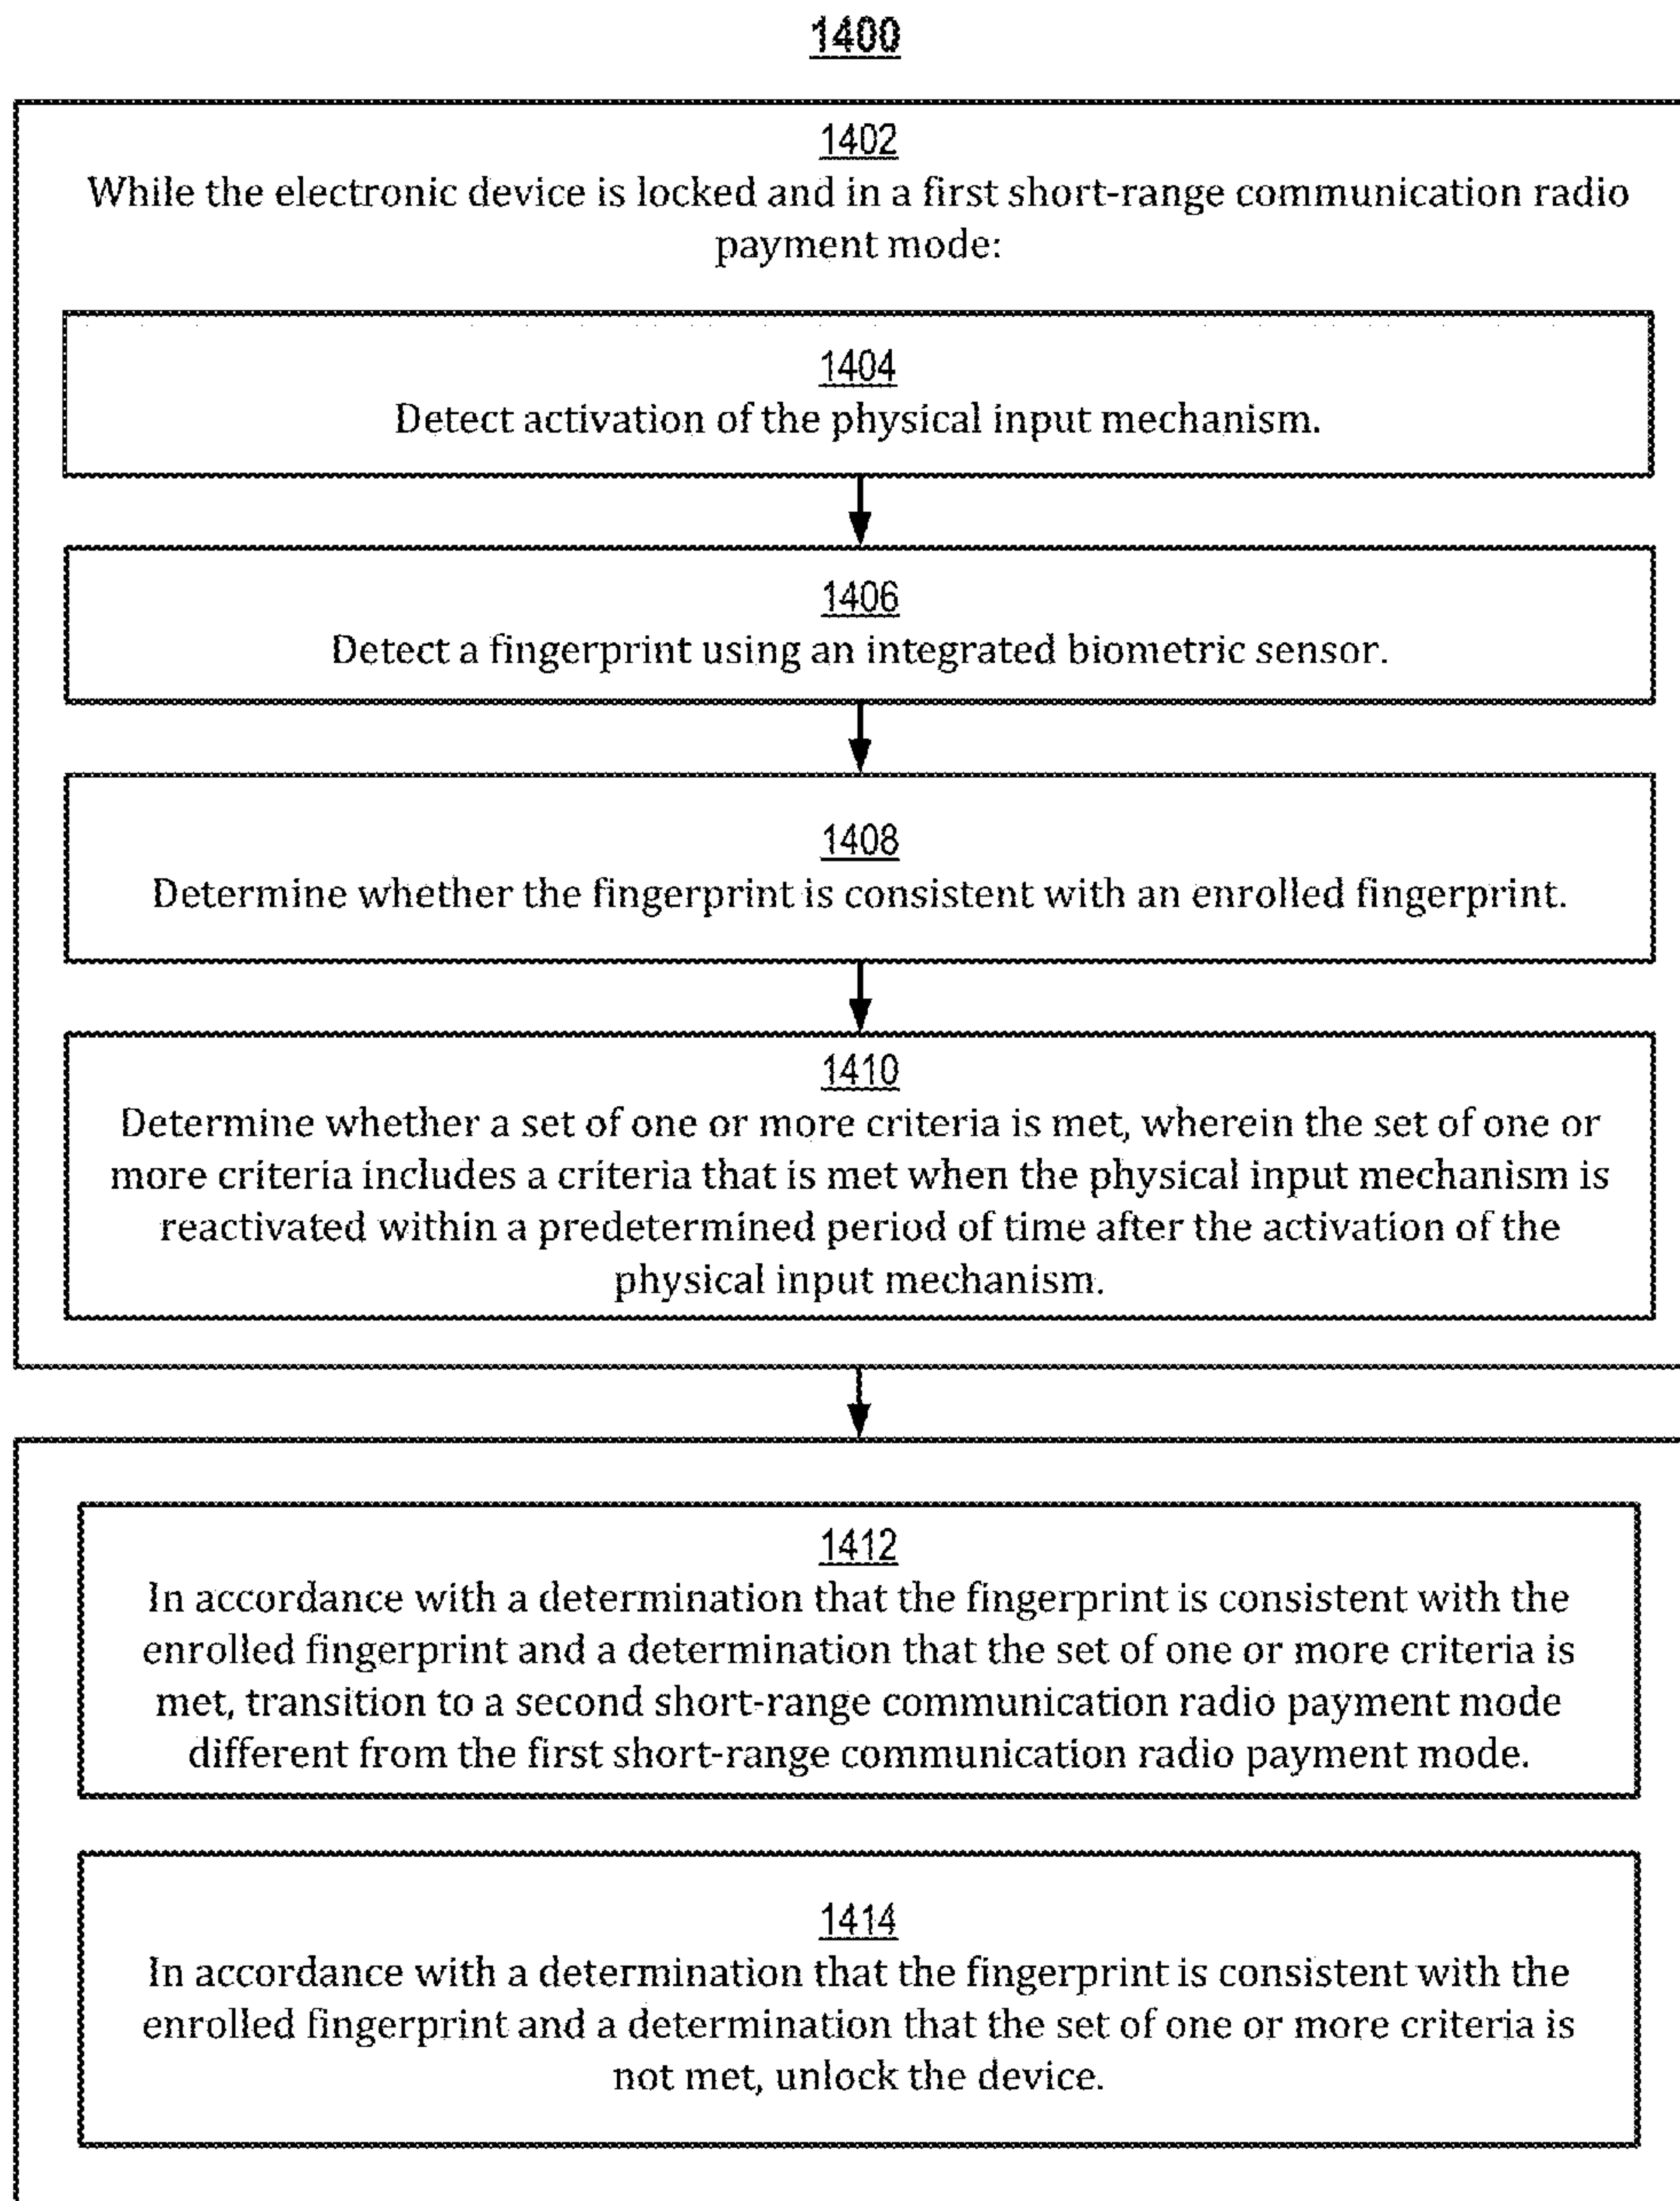 1400
1402
While the electronic device is locked and in a first short-range communication radio
payment mode:
1404
Detect activation of the physical input mechanism.
1406
Detect a fingerprint using an integrated biometric sensor.
1408
Determine whether the fingerprint is consistent with an enrolled fingerprint.
1410
Determine whether a set of one or more criteria is met, wherein the set of one or
more criteria includes a criteria that is met when the physical input mechanism is
reactivated within a predetermined period of time after the activation of the
physical input mechanism.
1412
In accordance with a determination that the fingerprint is consistent with the
enrolled fingerprint and a determination that the set of one or more criteria is
met, transition to a second short-range communication radio payment mode
different from the first short-range communication radio payment mode.
1414
In accordance with a determination that the fingerprint is consistent with the
enrolled fingerprint and a determination that the set of one or more criteria is
not met, unlock the device.